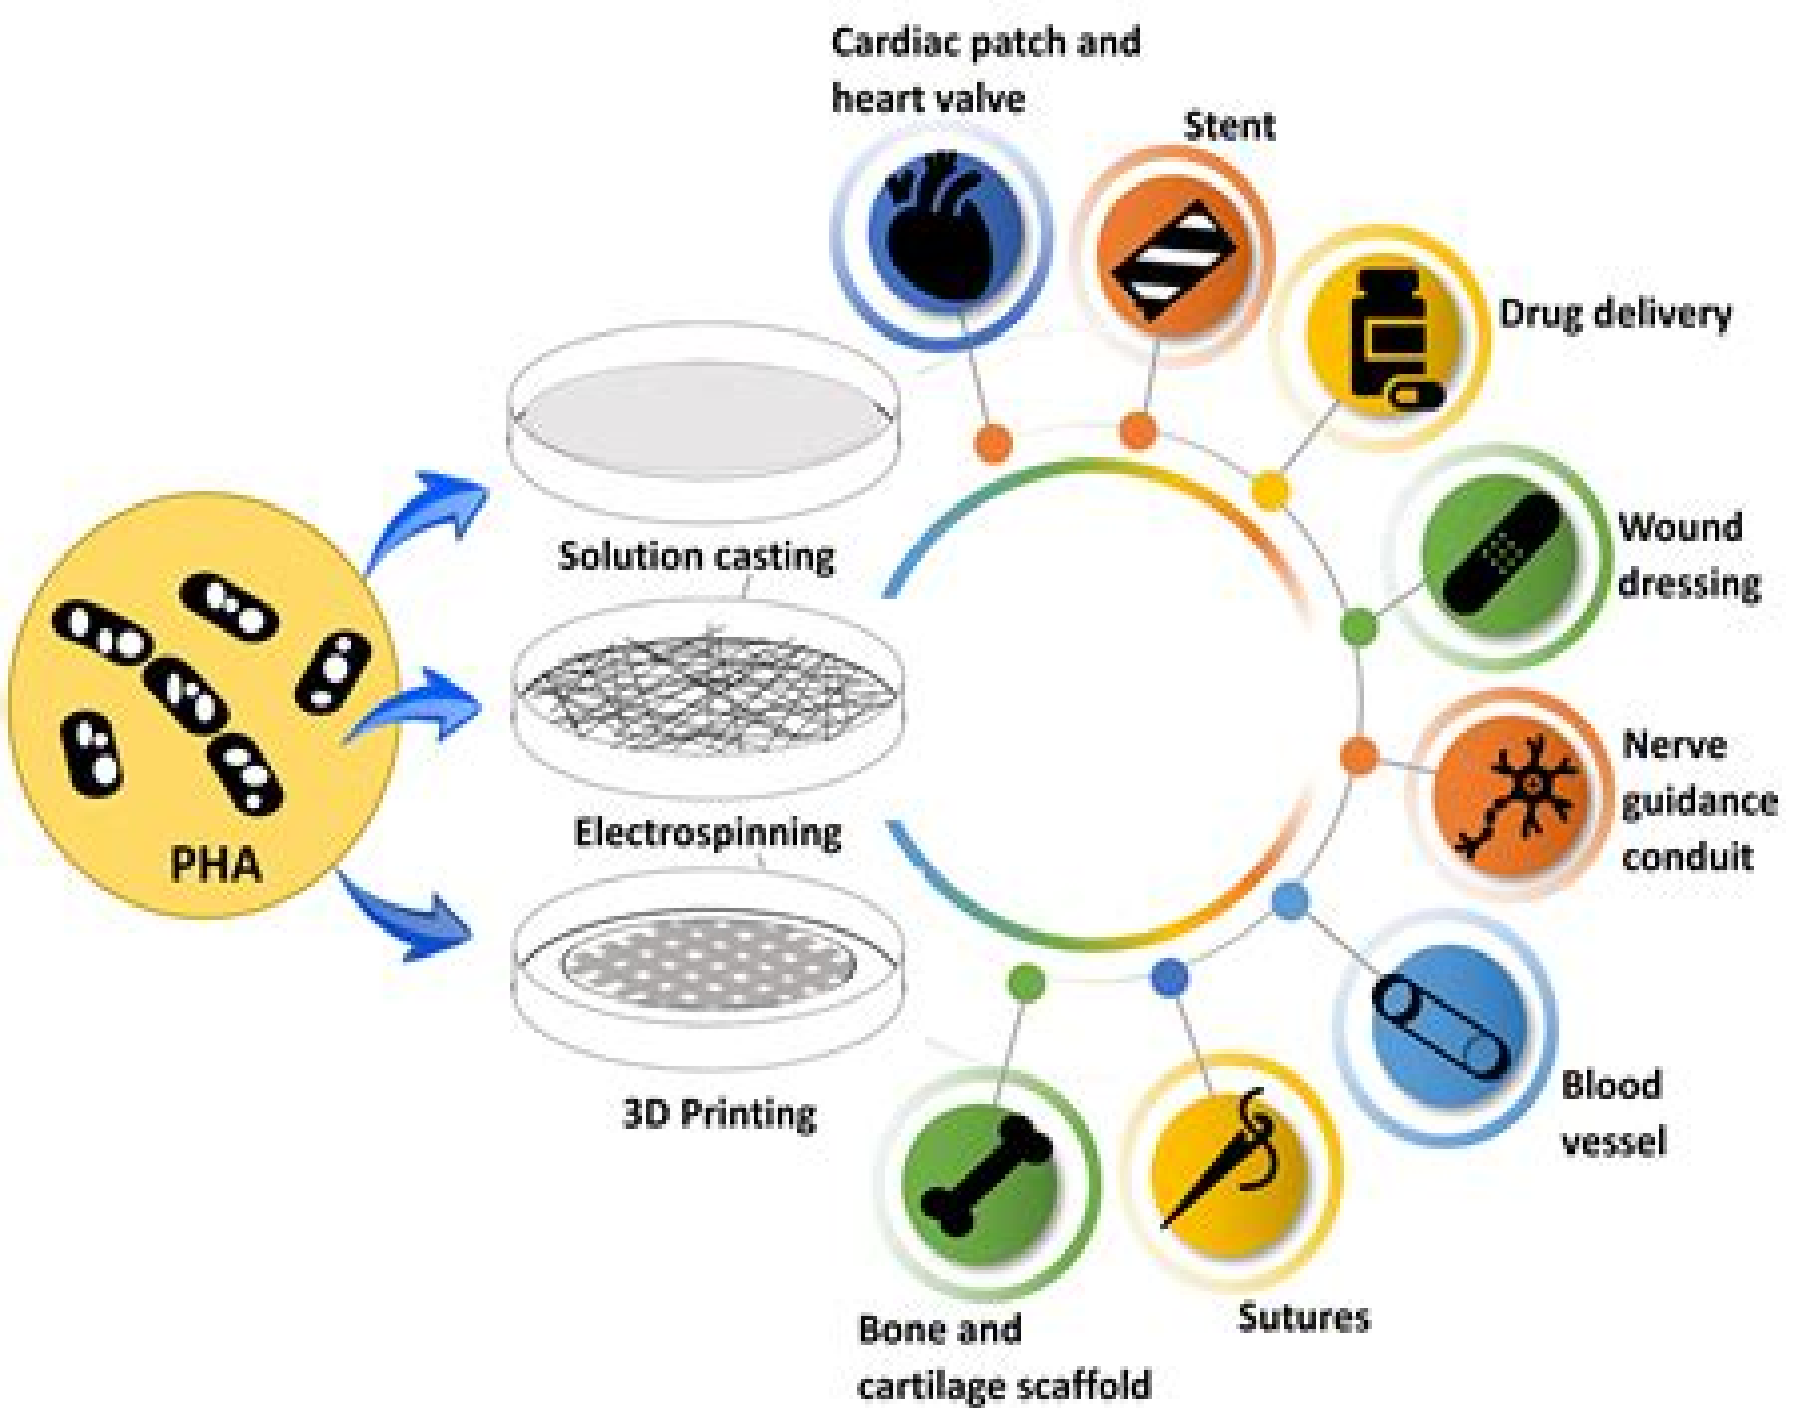 Cardiac patch and
heart valve
Stent
Drug delivery
Wound
dressing
Nerve
guidance
conduit
Blood
vessel
Sutures
Bone and
cartilage scaffold
Solution casting
Electrospinning
3D Printing
PHA